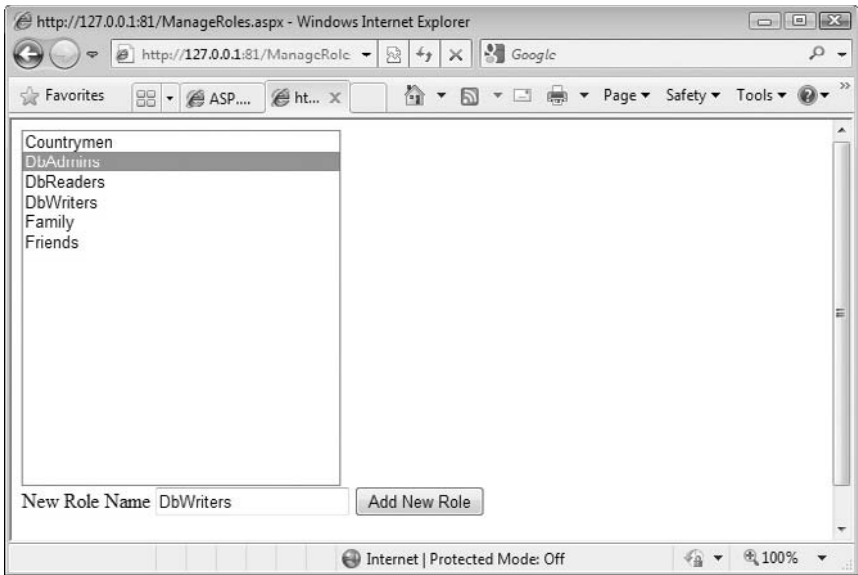 http://127.0.0.1:81/ManageRoles.aspx - Windows Internet Explorer
http://127.0.0.1:81/ManageRole Google
Favorites ASP.... ht... Page Safety Tools
Countrymen
DbAdmins
DbReaders
DbWriters
Family
Friends
New Role Name DbWriters Add New Role
Internet | Protected Mode: Off 100%